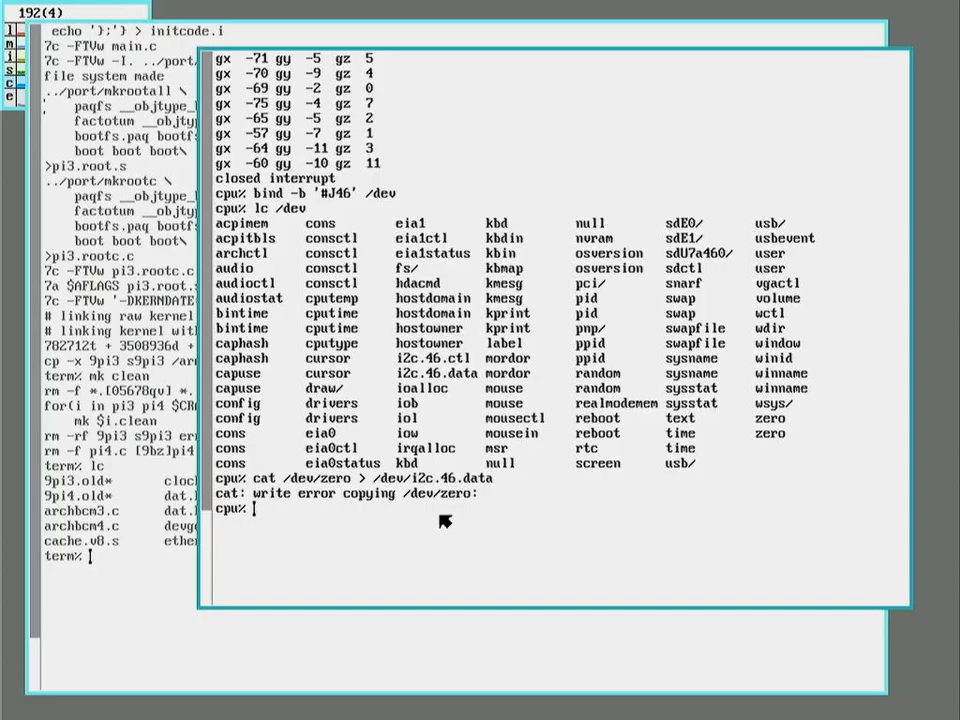 192(4)
l
m
i
s
c
e
echo '};'} > initcode.i
7c -FTVw main.c
7c -FTVw -I. ../port/
file system made
../port/mkrootall \
paqfs __objtype_
factotum __objty
bootfs.paq bootf
boot boot boot\
>pi3.root.s
../port/mkrootc \
paqfs __objtype_
factotum __objty
bootfs.paq bootf
boot boot boot\
>pi3.rootc.c
7c -FTVw pi3.rootc.c
7a $AFLAGS pi3.root.s
7c -FTVw '-DKERNDATE
# linking raw kernel
# linking kernel wit
782712t + 3508936d +
cp -x 9pi3 s9pi3 /ar
term% mk clean
rm -f *.[05678qv] *.
for(i in pi3 pi4 $CR
mk $i.clean
rm -rf 9pi3 s9pi3 er
rm -f pi4.c [9bz]pi4
term% lc
9pi3.old* cloc
9pi4.old* dat.
archbcm3.c dat.
archbcm4.c devg
cache.v8.s ethe
term%
gx -71 gy -5 gz 5
gx -70 gy -9 gz 4
gx -69 gy -2 gz 0
gx -75 gy -4 gz 7
gx -65 gy -5 gz 2
gx -57 gy -7 gz 1
gx -64 gy -11 gz 3
gx -60 gy -10 gz 11
closed interrupt
cpu% bind -b '#J46' /dev
cpu% lc /dev
acpimem cons eia1 kbd null sdE0/ usb/
acpitbls consctl eia1ctl kbdin nvram sdE1/ usbevent
archctl consctl eia1status kbin osversion sdU7a460/ user
audio consctl fs/ kbmap osversion sdctl user
audioctl consctl hdacmd kmesg pci/ snarf vgactl
audiostat cputemp hostdomain kmesg pid swap volume
bintime cputime hostdomain kprint pid swap wctl
bintime cputime hostowner kprint pnp/ swapfile wdir
caphash cputype hostowner label ppid swapfile window
caphash cursor i2c.46.ctl mordor ppid sysname winid
capuse cursor i2c.46.data mordor random sysname winname
capuse draw/ ioalloc mouse random sysstat winname
config drivers iob mouse realmodemem sysstat wsys/
config drivers iol mousectl reboot text zero
cons eia0 iow mousein reboot time zero
cons eia0ctl irqalloc msr rtc time
cons eia0status kbd null screen usb/
cpu% cat /dev/zero > /dev/i2c.46.data
cat: write error copying /dev/zero:
cpu%